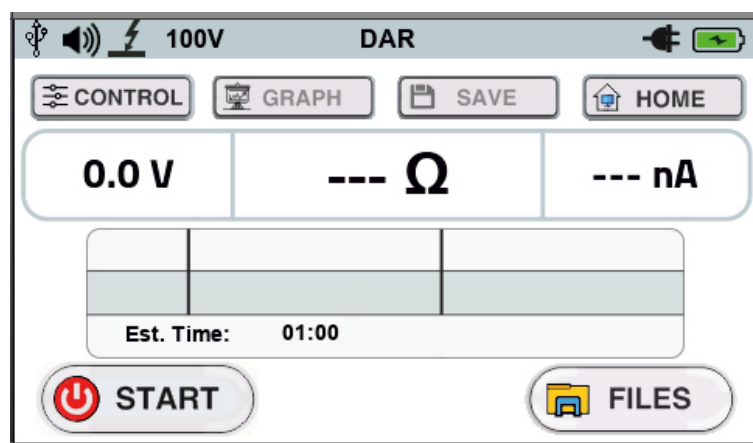 100V DAR
CONTROL GRAPH SAVE HOME
0.0 V --- Ω --- nA
Est. Time: 01:00
START FILES